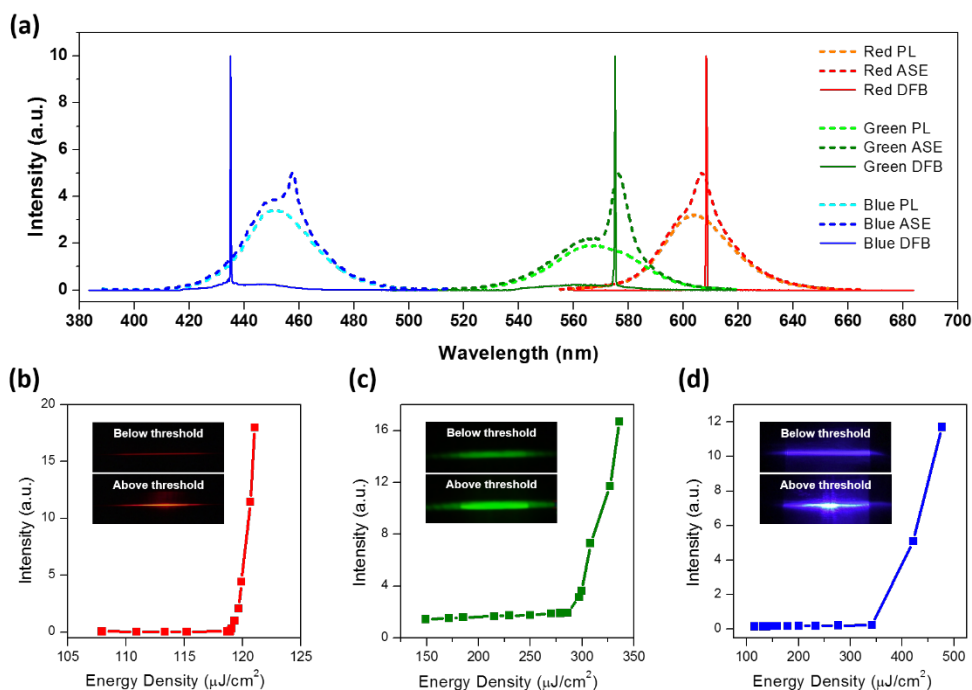 (a)
Intensity (a.u.)
10
8
6
4
2
0
380 400 420 440 460 480 500 520 540 560 580 600 620 640 660 680 700
Wavelength (nm)
Red PL
Red ASE
Red DFB
Green PL
Green ASE
Green DFB
Blue PL
Blue ASE
Blue DFB
(b)
Intensity (a.u.)
20
15
10
5
0
Below threshold
Above threshold
105 110 115 120 125
Energy Density (μJ/cm²)
(c)
Intensity (a.u.)
16
12
8
4
0
Below threshold
Above threshold
150 200 250 300 350
Energy Density (μJ/cm²)
(d)
Intensity (a.u.)
12
10
8
6
4
2
0
Below threshold
Above threshold
100 200 300 400 500
Energy Density (μJ/cm²)